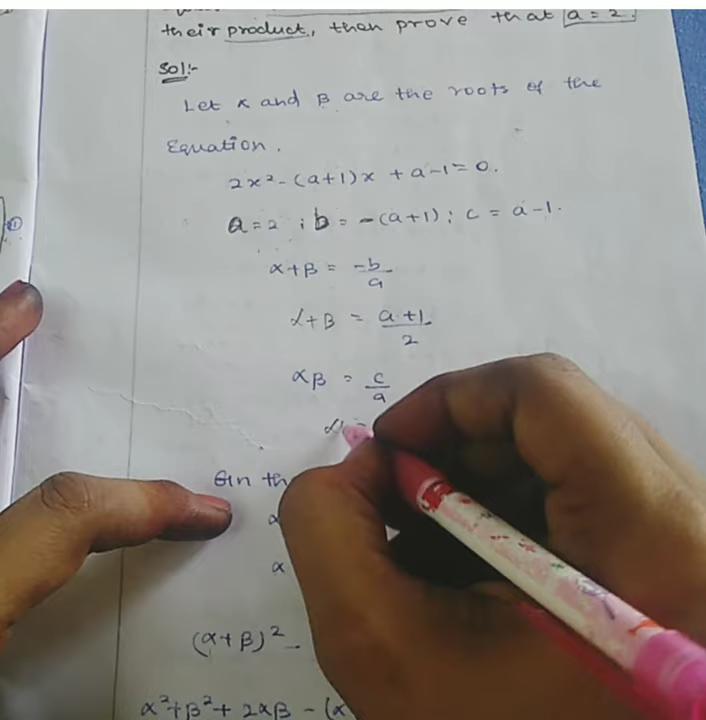 their product, then prove that a = 2.
Sol:-
Let α and β are the roots of the
Equation.
2x² - (a+1)x + a-1 = 0.
a = 2 ; b = -(a+1) ; c = a-1.
α+β = -b/a
α+β = a+1/2
αβ = c/a
α
α
α
(α+β)² -
α²+β²+ 2αβ - (α